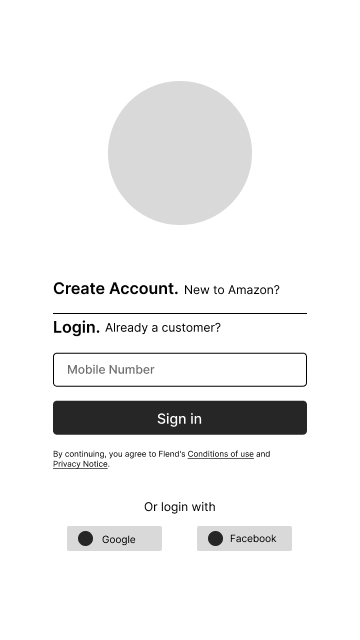 Create Account. New to Amazon?
Login. Already a customer?
Mobile Number
Sign in
By continuing, you agree to Flend's Conditions of use and
Privacy Notice.
Or login with
Google
Facebook